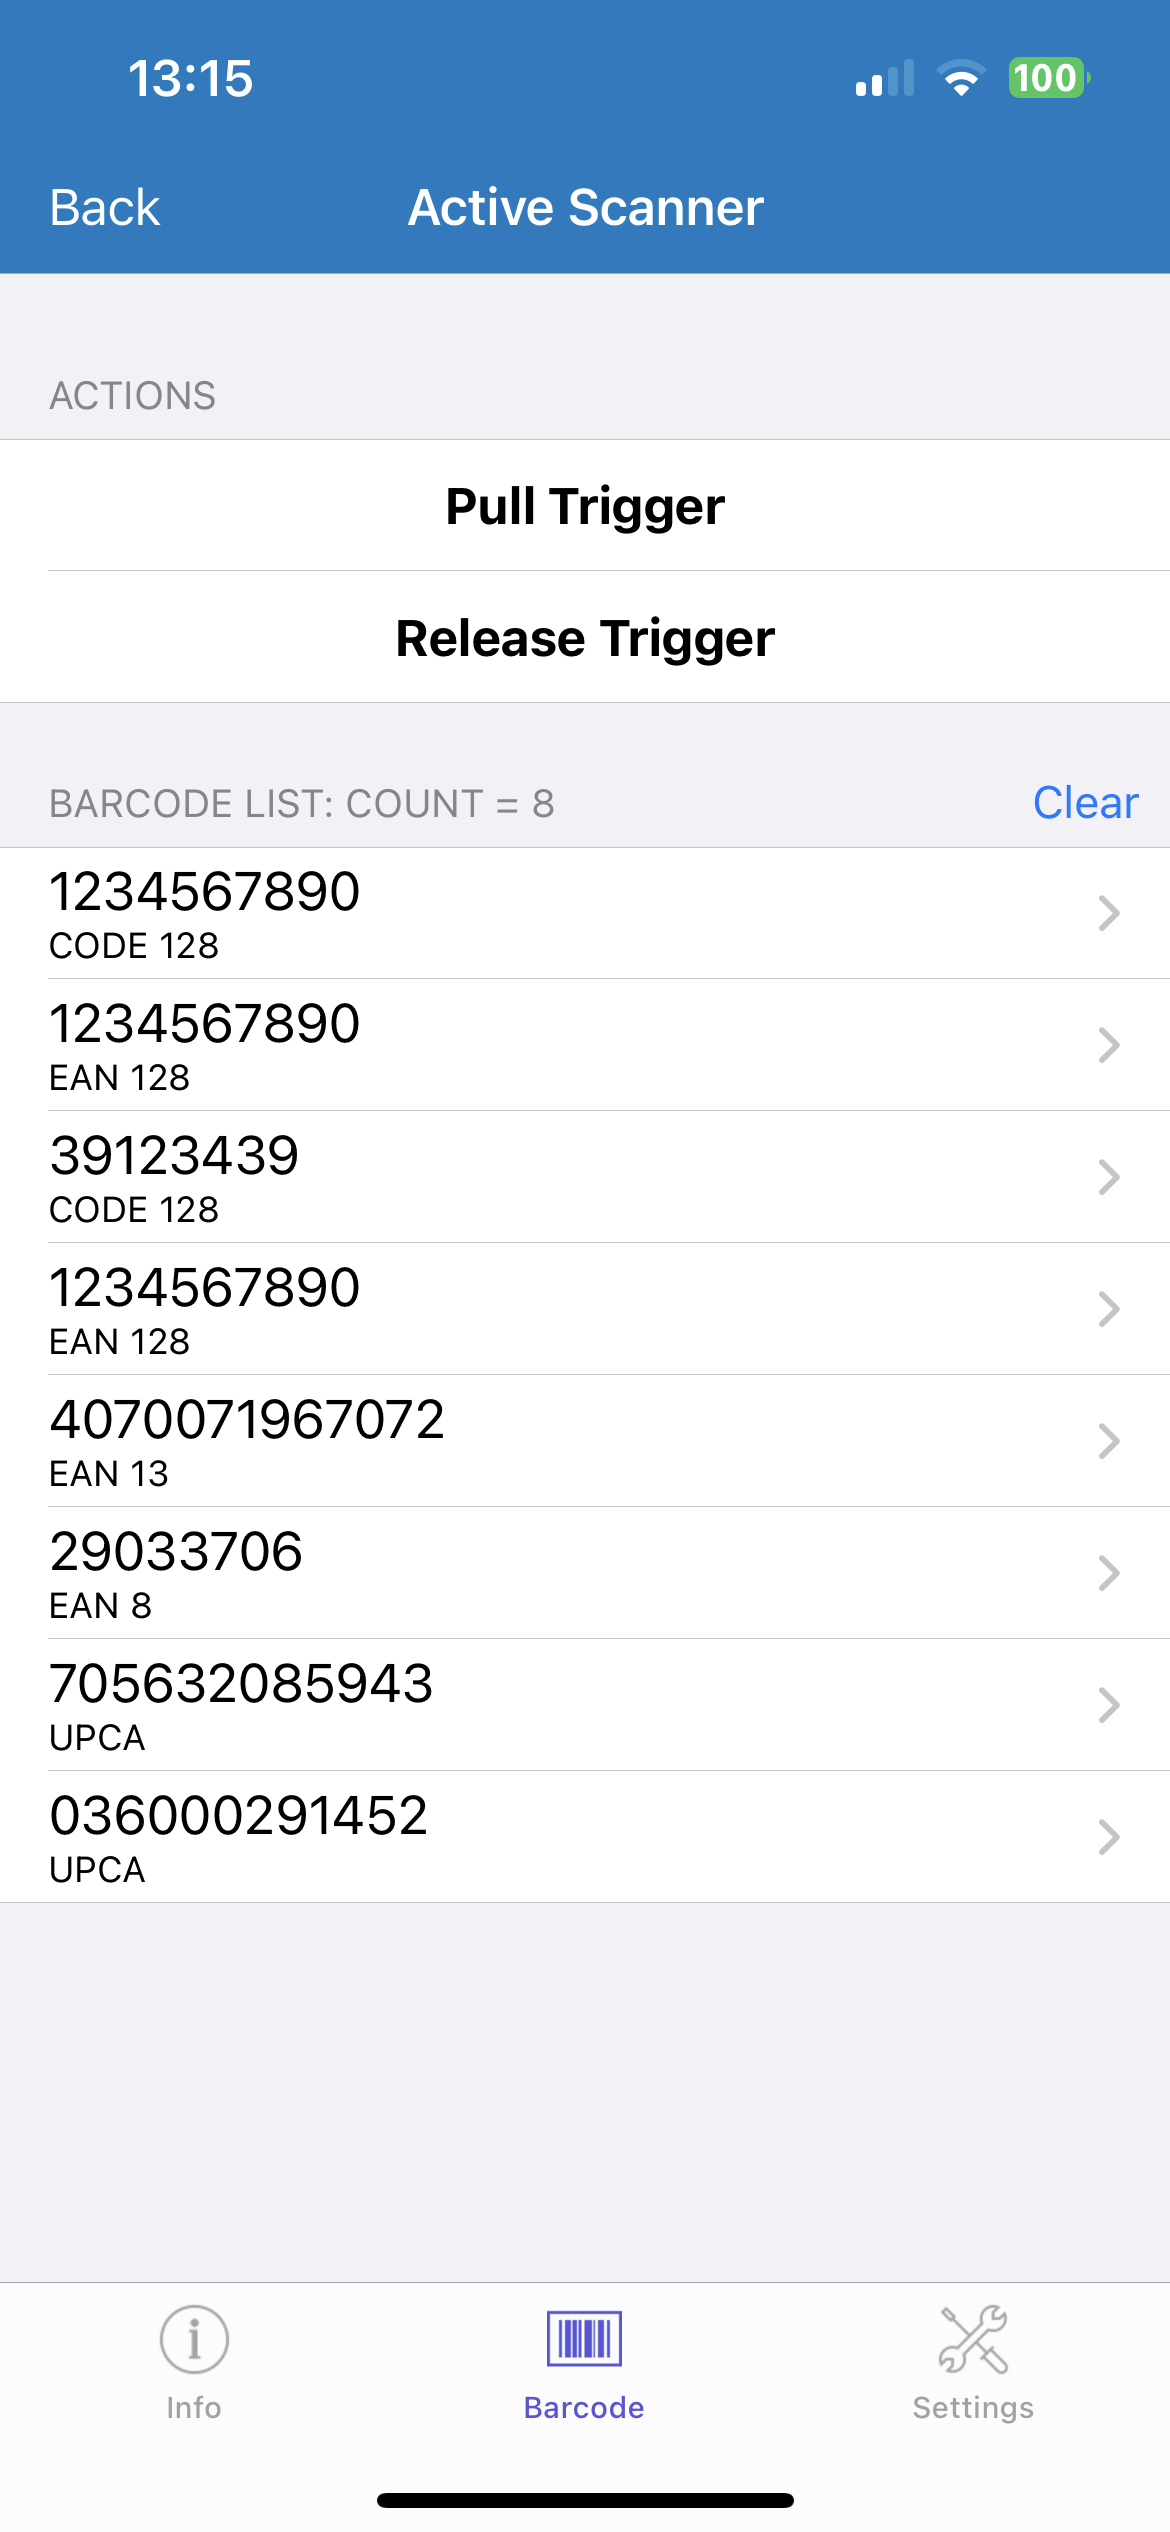 13:15
100
Back
Active Scanner
ACTIONS
Pull Trigger
Release Trigger
BARCODE LIST: COUNT = 8
Clear
1234567890
CODE 128
1234567890
EAN 128
39123439
CODE 128
1234567890
EAN 128
4070071967072
EAN 13
29033706
EAN 8
705632085943
UPCA
036000291452
UPCA
Info
Barcode
Settings